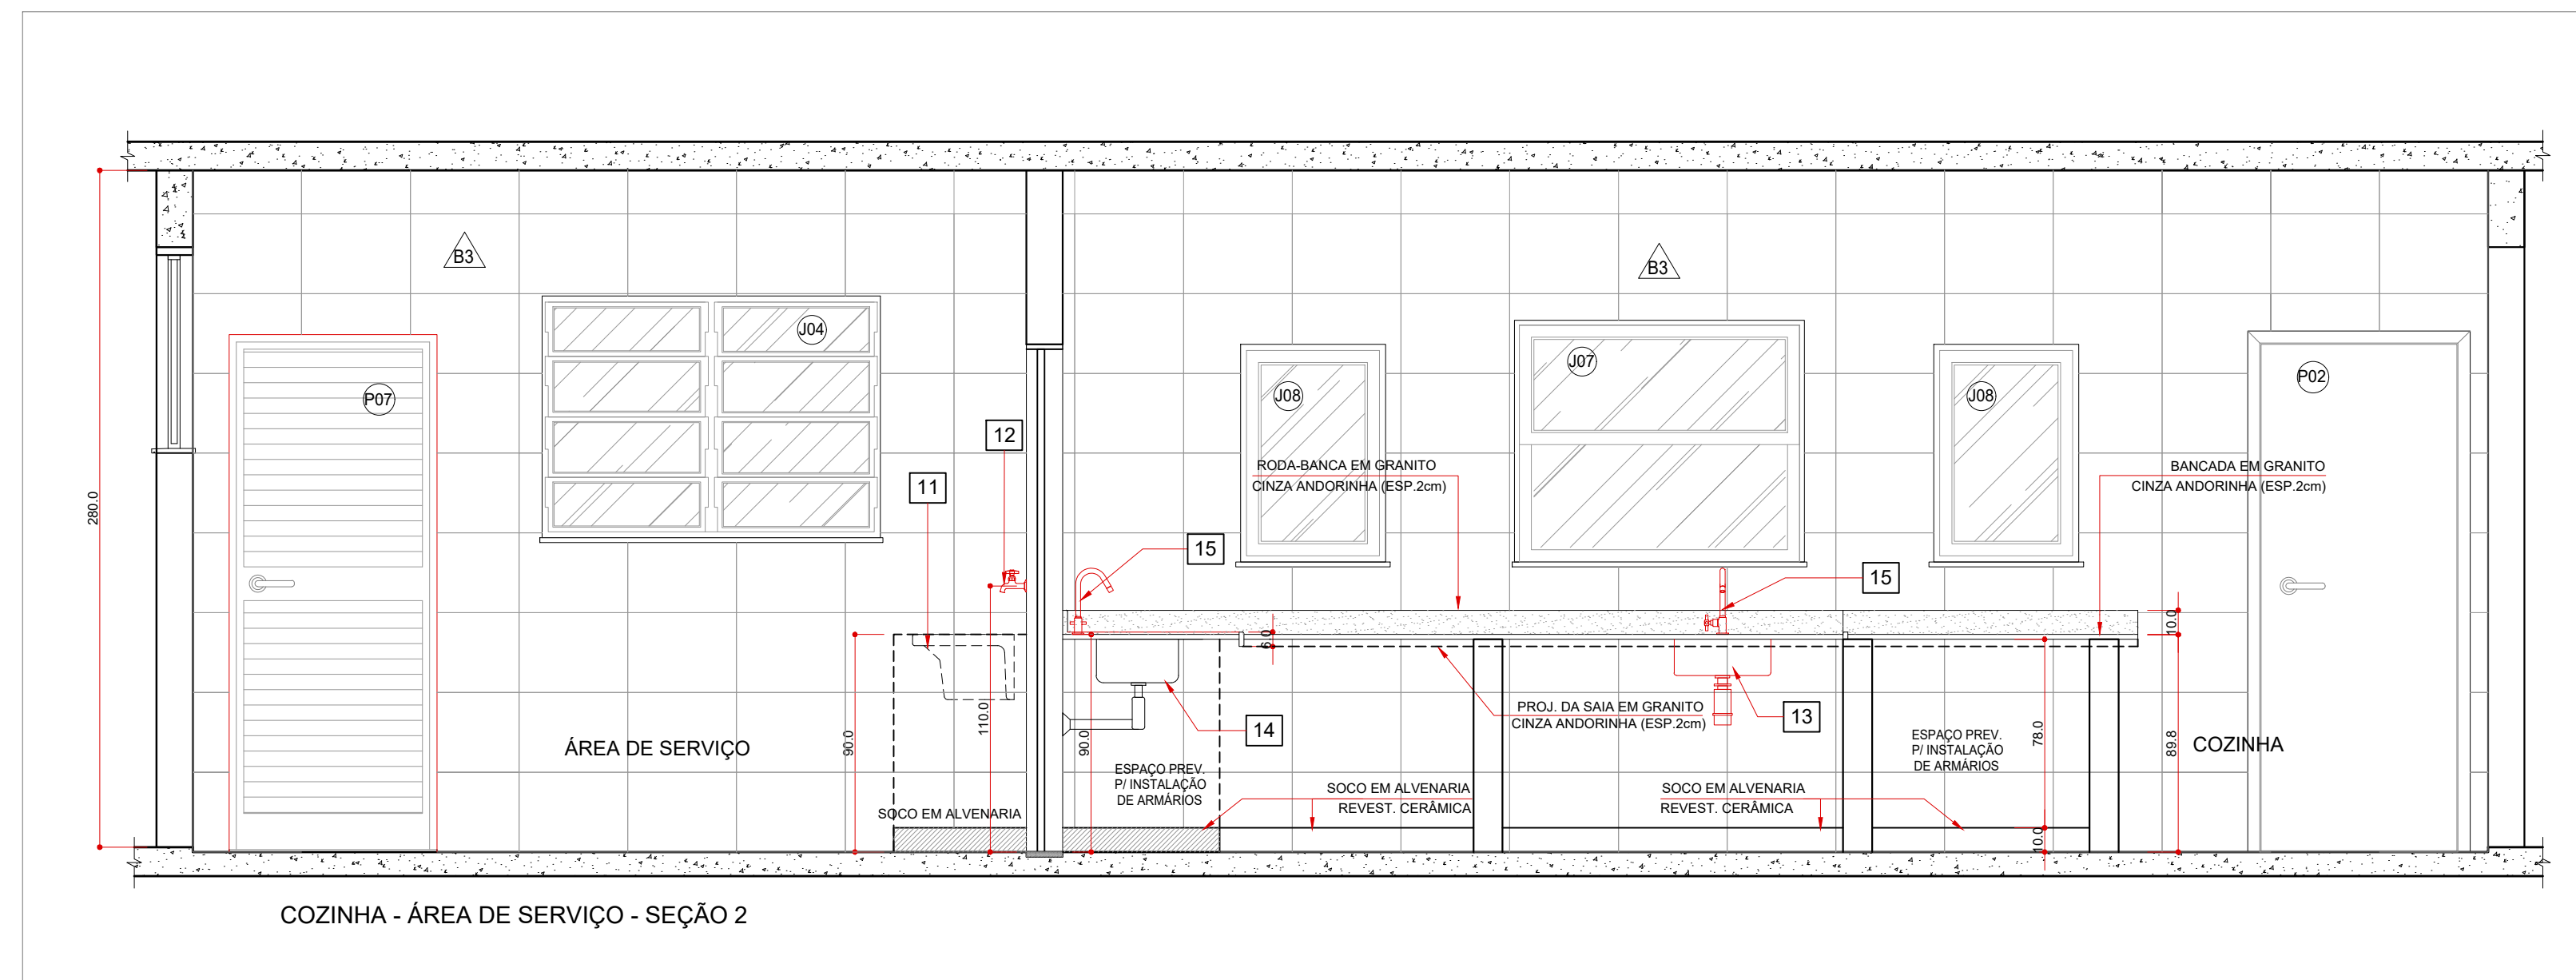 B3
B3
J04
J07
P02
P07
J08
J08
12
RODA-BANCA EM GRANITO
CINZA ANDORINHA (ESP.2cm)
BANCADA EM GRANITO
CINZA ANDORINHA (ESP.2cm)
11
280.0
15
15
10.0
6.0
PROJ. DA SAIA EM GRANITO
CINZA ANDORINHA (ESP.2cm)
13
14
110.0
90.0
90.0
78.0
89.8
ÁREA DE SERVIÇO
COZINHA
ESPAÇO PREV.
P/ INSTALAÇÃO
DE ARMÁRIOS
ESPAÇO PREV.
P/ INSTALAÇÃO
DE ARMÁRIOS
SOCO EM ALVENARIA
SOCO EM ALVENARIA
REVEST. CERÂMICA
SOCO EM ALVENARIA
REVEST. CERÂMICA
10.0
COZINHA - ÁREA DE SERVIÇO - SEÇÃO 2